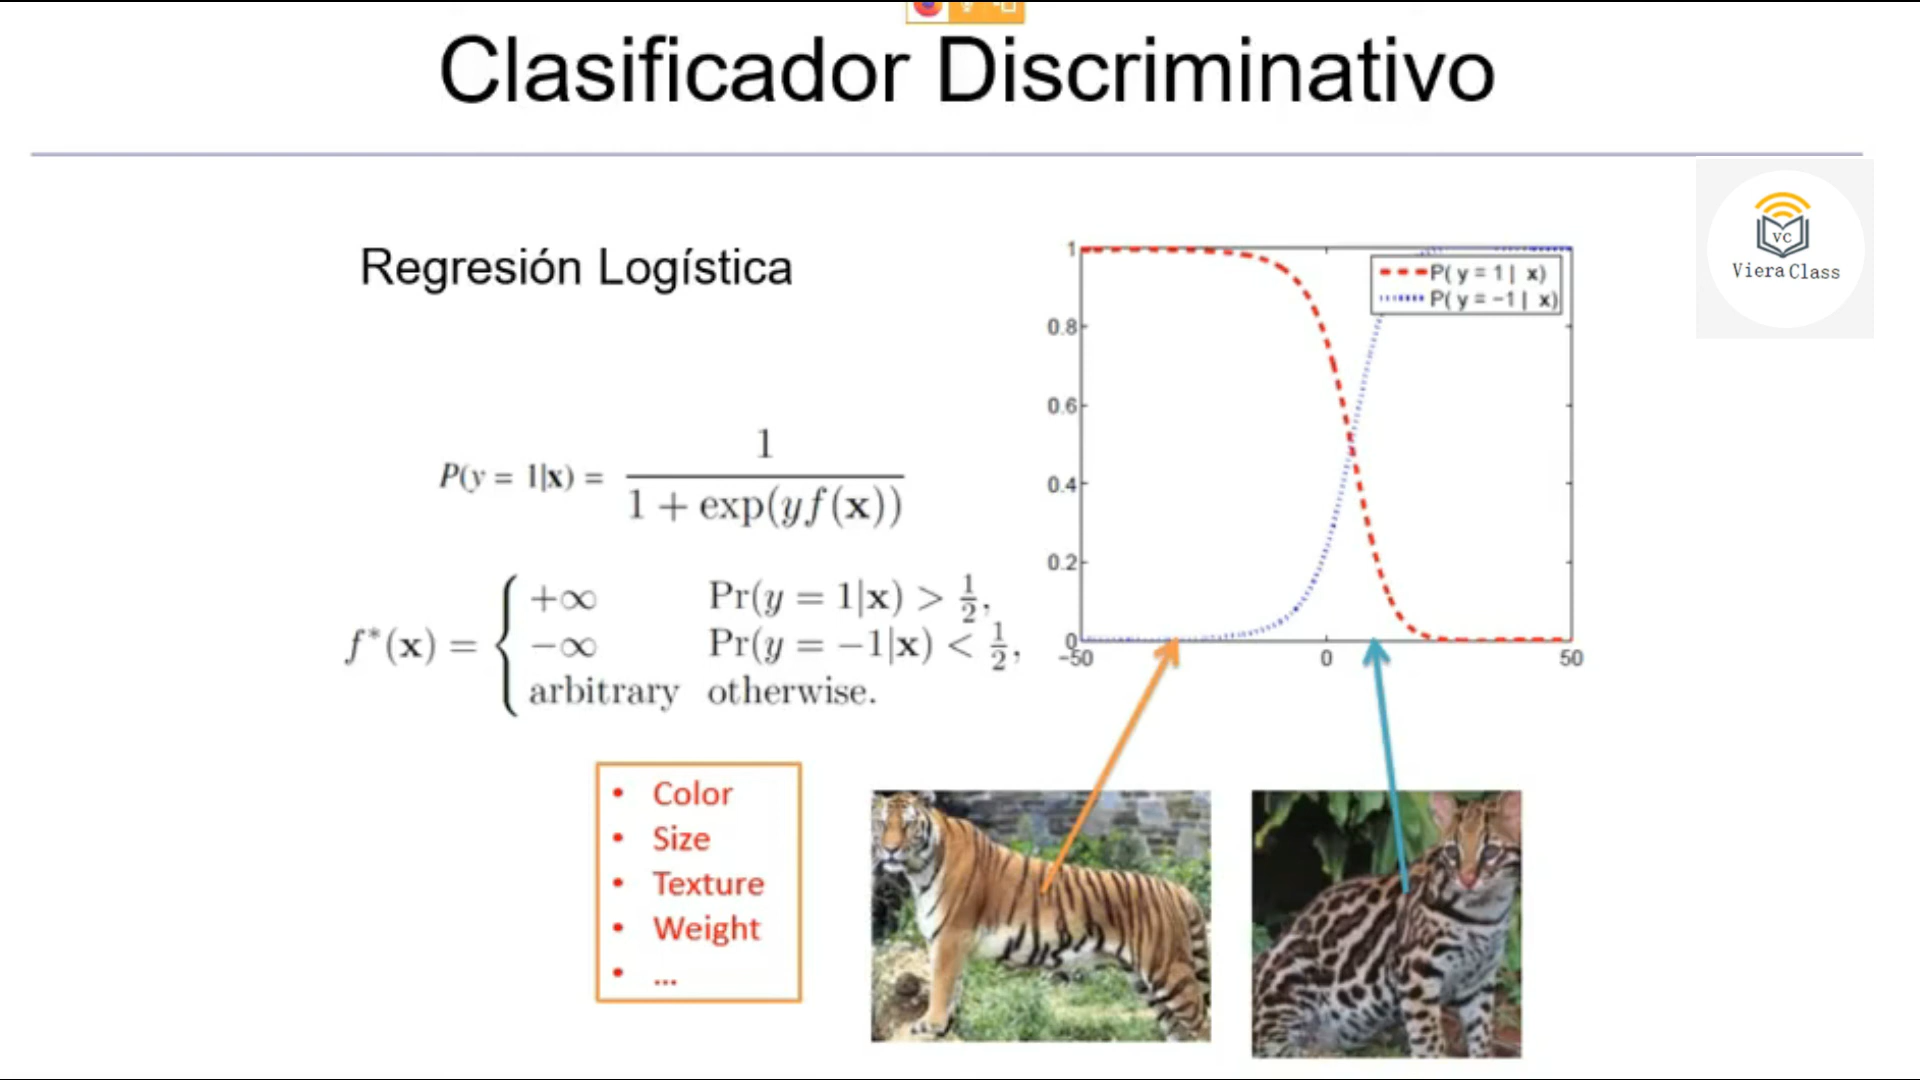 Clasificador Discriminativo
VC
Viera Class
Regresión Logística
P(y = 1|x) = 1 / (1 + exp(yf(x)))
f*(x) = { +∞ Pr(y = 1|x) > 1/2,
−∞ Pr(y = −1|x) < 1/2,
arbitrary otherwise.
1
0.8
0.6
0.4
0.2
0
−50 0 50
P( y = 1 | x)
P( y = −1 | x)
• Color
• Size
• Texture
• Weight
• ...